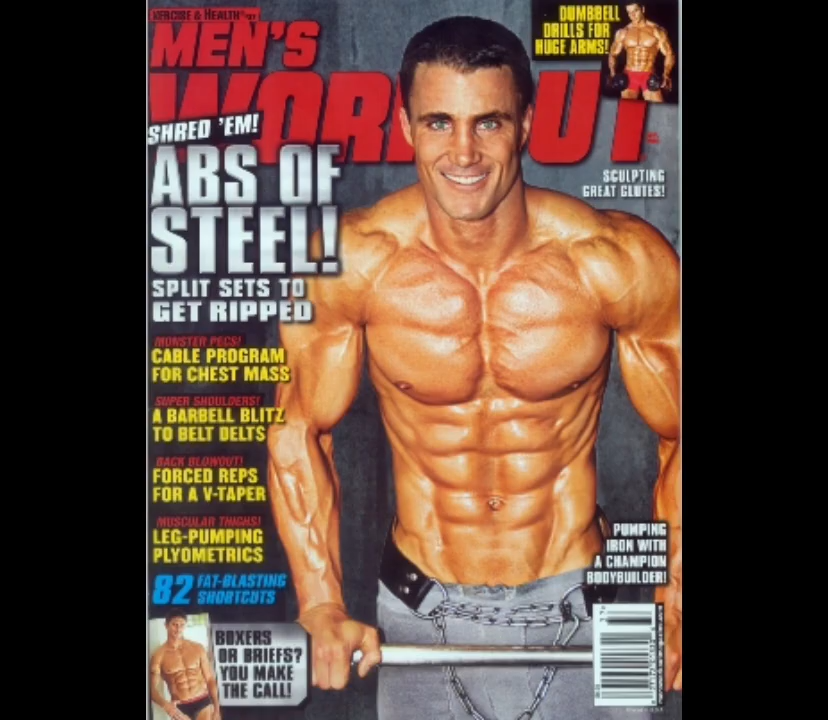 EXERCISE & HEALTH
MEN'S
WORKOUT
SHRED 'EM!
ABS OF
STEEL!
SPLIT SETS TO
GET RIPPED
MONSTER PECS!
CABLE PROGRAM
FOR CHEST MASS
SUPER SHOULDERS!
A BARBELL BLITZ
TO BELT DELTS
BACK BLOWOUT!
FORCED REPS
FOR A V-TAPER
MUSCULAR THIGHS!
LEG-PUMPING
PLYOMETRICS
82 FAT-BLASTING
SHORTCUTS
BOXERS
OR BRIEFS?
YOU MAKE
THE CALL!
DUMBBELL
DRILLS FOR
HUGE ARMS!
SCULPTING
GREAT GLUTES!
PUMPING
IRON WITH
A CHAMPION
BODYBUILDER!